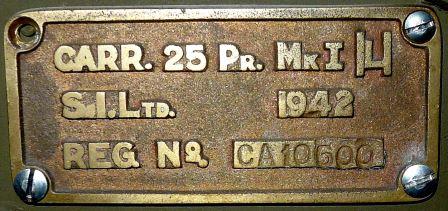 CARR. 25 PR. MK I
S.I. LTD. 1942
REG. NO. CA10600